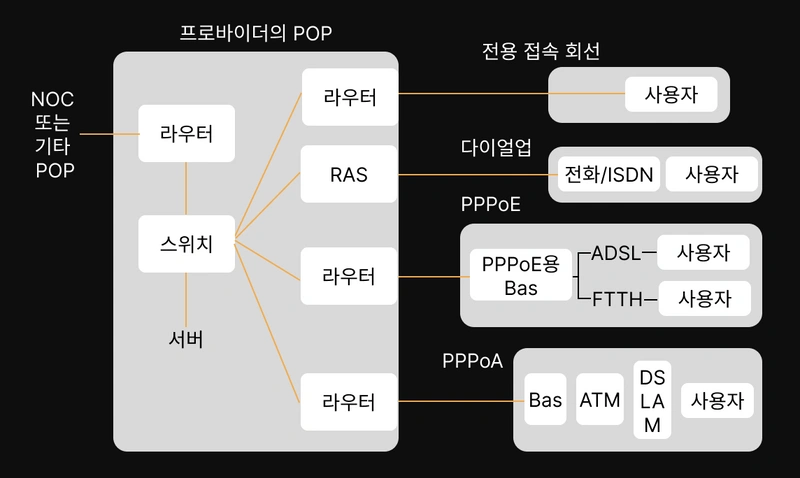 프로바이더의 POP
전용 접속 회선
NOC
또는
기타
POP
라우터
라우터
사용자
다이얼업
RAS
전화/ISDN
사용자
스위치
PPPoE
라우터
PPPoE용
Bas
ADSL
사용자
FTTH
사용자
서버
PPPoA
라우터
Bas
ATM
DS
LA
M
사용자